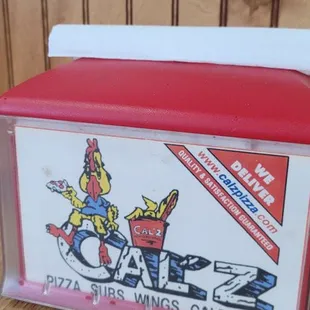 WE
DELIVER
www.calzpizza.com
QUALITY & SATISFACTION GUARANTEED
CAL'Z
CAL'Z
PIZZA SUBS WINGS